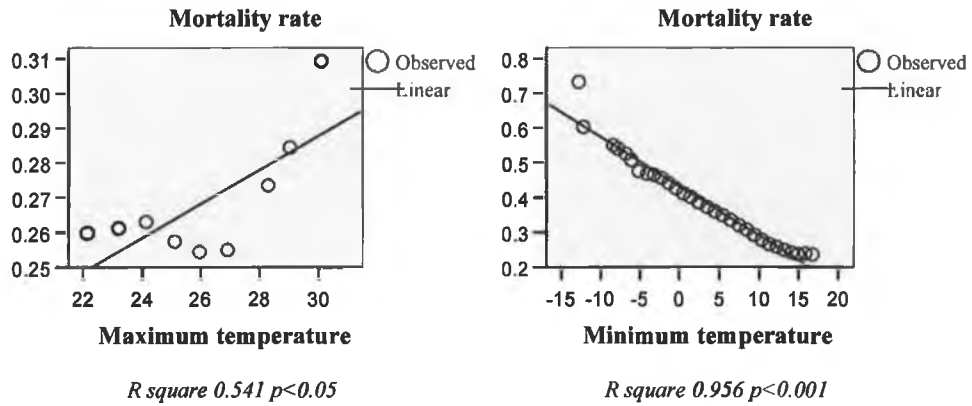 Mortality rate
0.31
0.30
0.29
0.28
0.27
0.26
0.25
22 24 26 28 30
Maximum temperature
Observed
Linear
R square 0.541 p<0.05
Mortality rate
0.8
0.7
0.6
0.5
0.4
0.3
0.2
-15 -10 -5 0 5 10 15 20
Minimum temperature
Observed
Linear
R square 0.956 p<0.001